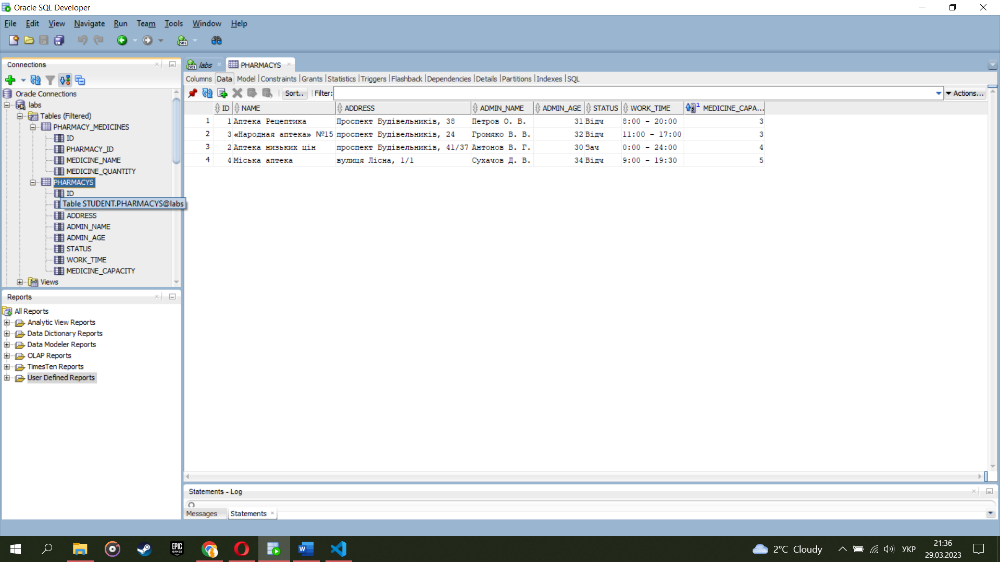 Oracle SQL Developer
File Edit View Navigate Run Team Tools Window Help
Connections
Oracle Connections
labs
Tables (Filtered)
PHARMACY_MEDICINES
ID
PHARMACY_ID
MEDICINE_NAME
MEDICINE_QUANTITY
PHARMACYS
ID
Table STUDENT.PHARMACYS@labs
ADDRESS
ADMIN_NAME
ADMIN_AGE
STATUS
WORK_TIME
MEDICINE_CAPACITY
Views
Reports
All Reports
Analytic View Reports
Data Dictionary Reports
Data Modeler Reports
OLAP Reports
TimesTen Reports
User Defined Reports
labs PHARMACYS
Columns Data Model Constraints Grants Statistics Triggers Flashback Dependencies Details Partitions Indexes SQL
Sort.. Filter: Actions...
ID NAME ADDRESS ADMIN_NAME ADMIN_AGE STATUS WORK_TIME MEDICINE_CAPA...
1 1 Аптека Рецептика Проспект Будівельників, 38 Петров О. В. 31 Відч 8:00 - 20:00 3
2 3 «Народная аптека» №15 проспект Будівельників, 24 Громяко В. В. 32 Відч 11:00 - 17:00 3
3 2 Аптека низьких цін проспект Будівельників, 41/37 Антонов В. Г. 30 Зач 0:00 - 24:00 4
4 4 Міська аптека вулиця Лісна, 1/1 Сухачов Д. В. 34 Відч 9:00 - 19:30 5
Statements - Log
Messages Statements
EPIC GAMES
2°C Cloudy УКР
21:36
29.03.2023